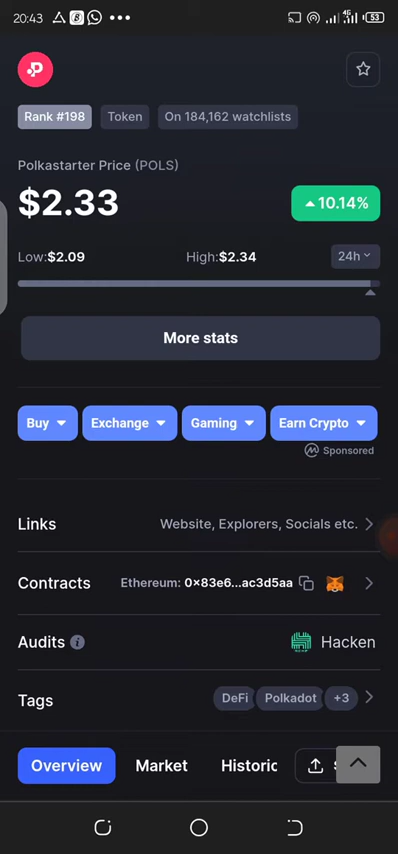 20:43 4G 53
Rank #198 Token On 184,162 watchlists
Polkastarter Price (POLS)
$2.33 10.14%
Low:$2.09 High:$2.34 24h
More stats
Buy Exchange Gaming Earn Crypto
Sponsored
Links Website, Explorers, Socials etc.
Contracts Ethereum: 0x83e6...ac3d5aa
Audits Hacken
Tags DeFi Polkadot +3
Overview Market Historic